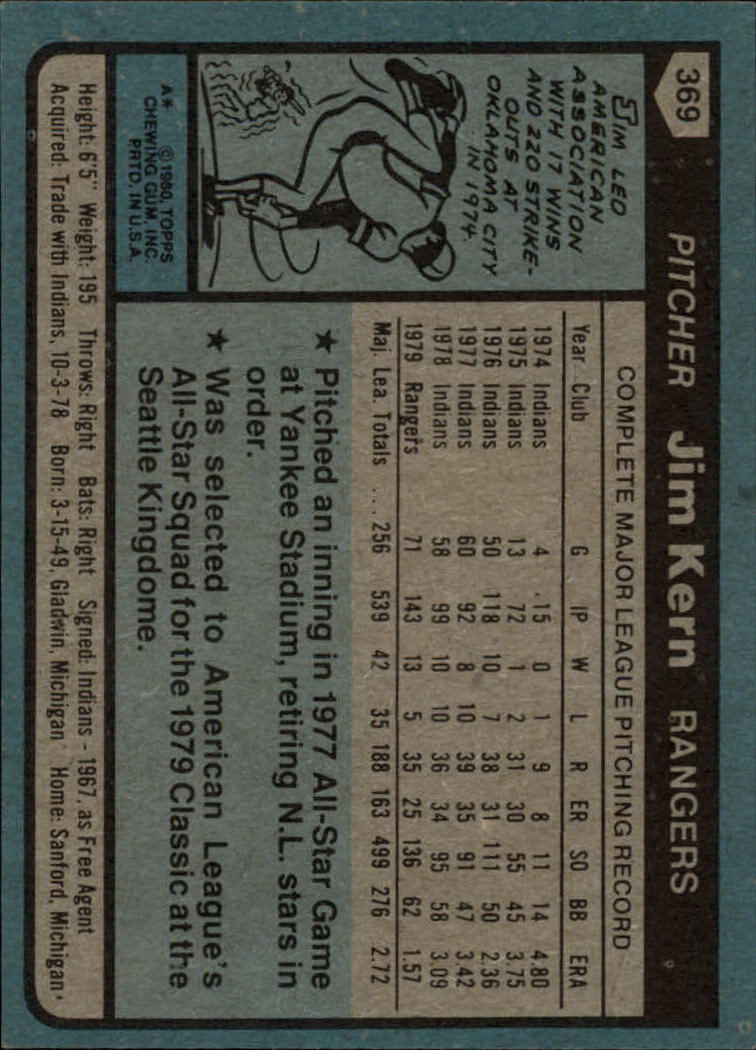 369
PITCHER Jim Kern RANGERS
JIM LED
AMERICAN
ASSOCIATION
WITH 17 WINS
AND 220 STRIKE-
OUTS AT
OKLAHOMA CITY
IN 1974.
A* © 1980, TOPPS
CHEWING GUM, INC.
PRTD. IN U.S.A.
COMPLETE MAJOR LEAGUE PITCHING RECORD
Year Club G IP W L R ER SO BB ERA
1974 Indians 4 15 0 1 9 8 11 14 4.80
1975 Indians 13 72 1 2 31 30 55 45 3.75
1976 Indians 50 118 10 7 38 31 111 50 2.36
1977 Indians 60 92 8 10 39 35 91 47 3.42
1978 Indians 58 99 10 10 36 34 95 58 3.09
1979 Rangers 71 143 13 5 35 25 136 62 1.57
Maj. Lea. Totals .... 256 539 42 35 188 163 499 276 2.72
★ Pitched an inning in 1977 All-Star Game
at Yankee Stadium, retiring N.L. stars in
order.
★ Was selected to American League's
All-Star Squad for the 1979 Classic at the
Seattle Kingdome.
Height: 6'5" Weight: 195 Throws: Right Bats: Right Signed: Indians - 1967, as Free Agent
Acquired: Trade with Indians, 10-3-78 Born: 3-15-49, Gladwin, Michigan Home: Sanford, Michigan